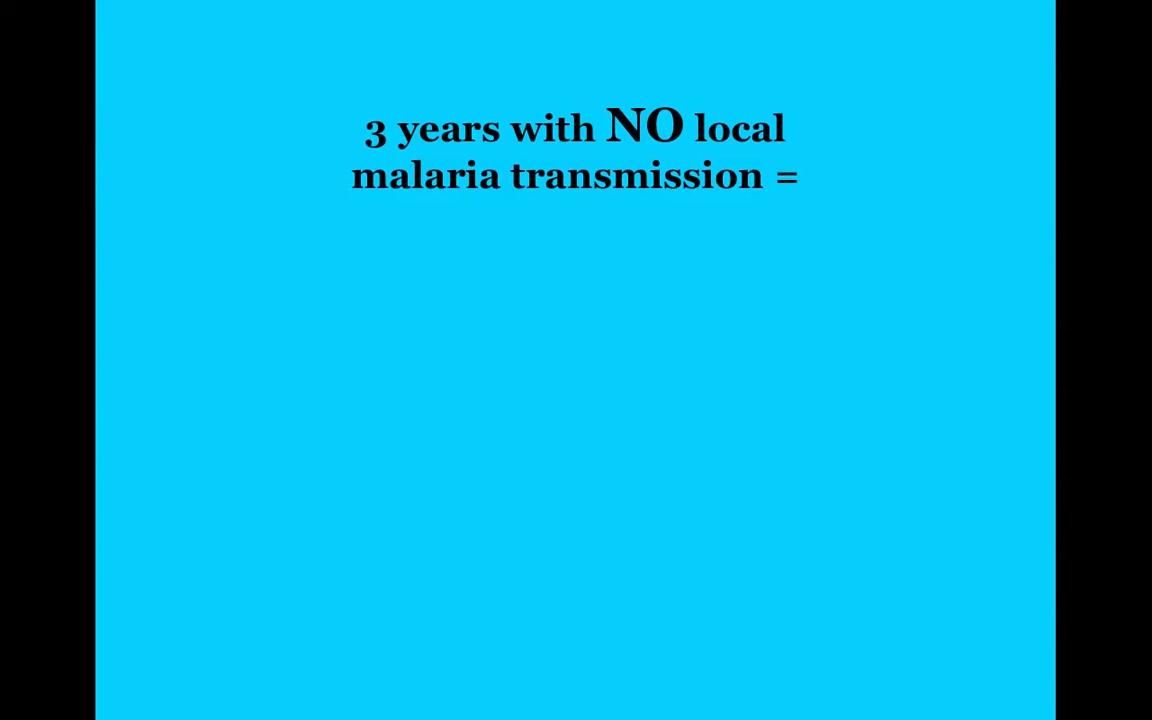 3 years with NO local
malaria transmission =